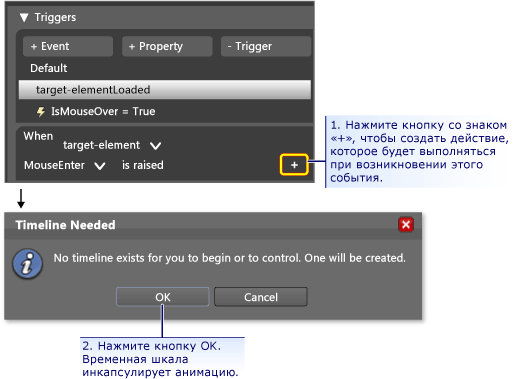 Triggers
+ Event
+ Property
- Trigger
Default
target-elementLoaded
IsMouseOver = True
When
target-element
MouseEnter is raised
+
1. Нажмите кнопку со знаком
«+», чтобы создать действие,
которое будет выполняться
при возникновении этого
события.
Timeline Needed
No timeline exists for you to begin or to control. One will be created.
OK
Cancel
2. Нажмите кнопку OK.
Временная шкала
инкапсулирует анимацию.